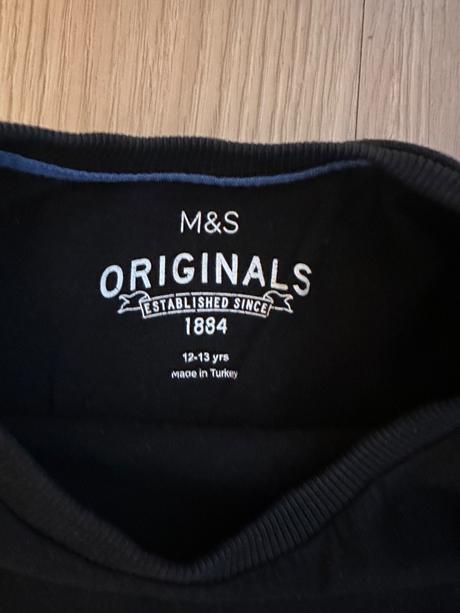 M&S
ORIGINALS
ESTABLISHED SINCE
1884
12-13 yrs
Made in Turkey